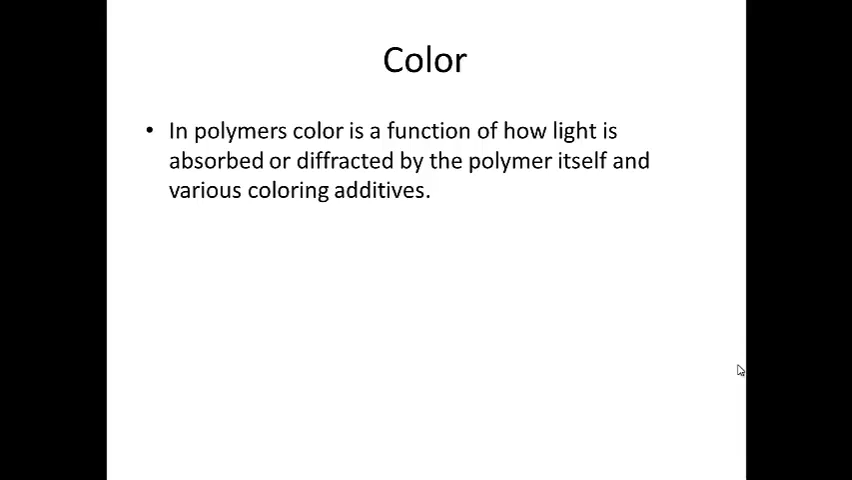 Color
• In polymers color is a function of how light is
absorbed or diffracted by the polymer itself and
various coloring additives.